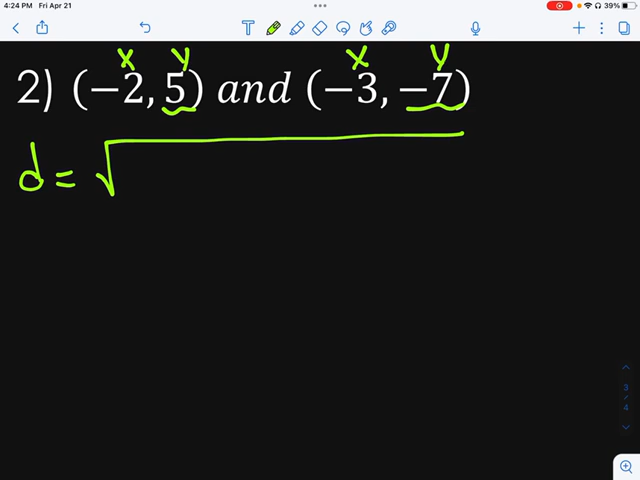 4:24 PM Fri Apr 21 39%
x y x y
2) (−2, 5) and (−3, −7)
d = √
3
/
4